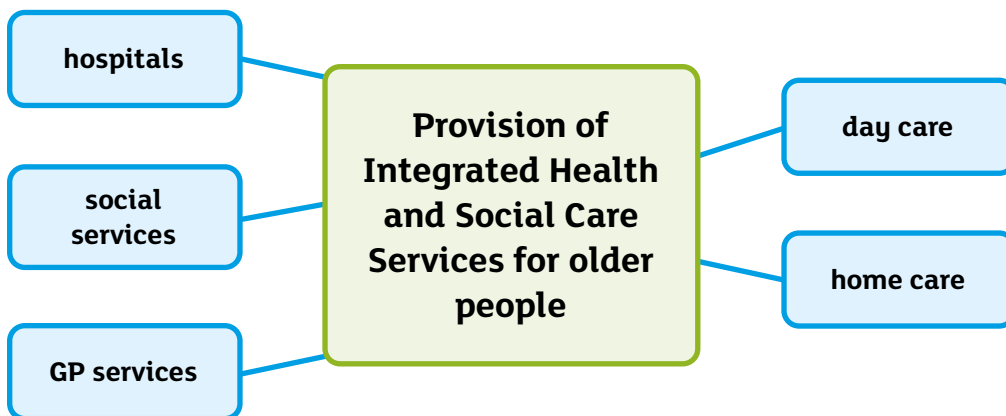 hospitals
social
services
GP services
Provision of
Integrated Health
and Social Care
Services for older
people
day care
home care